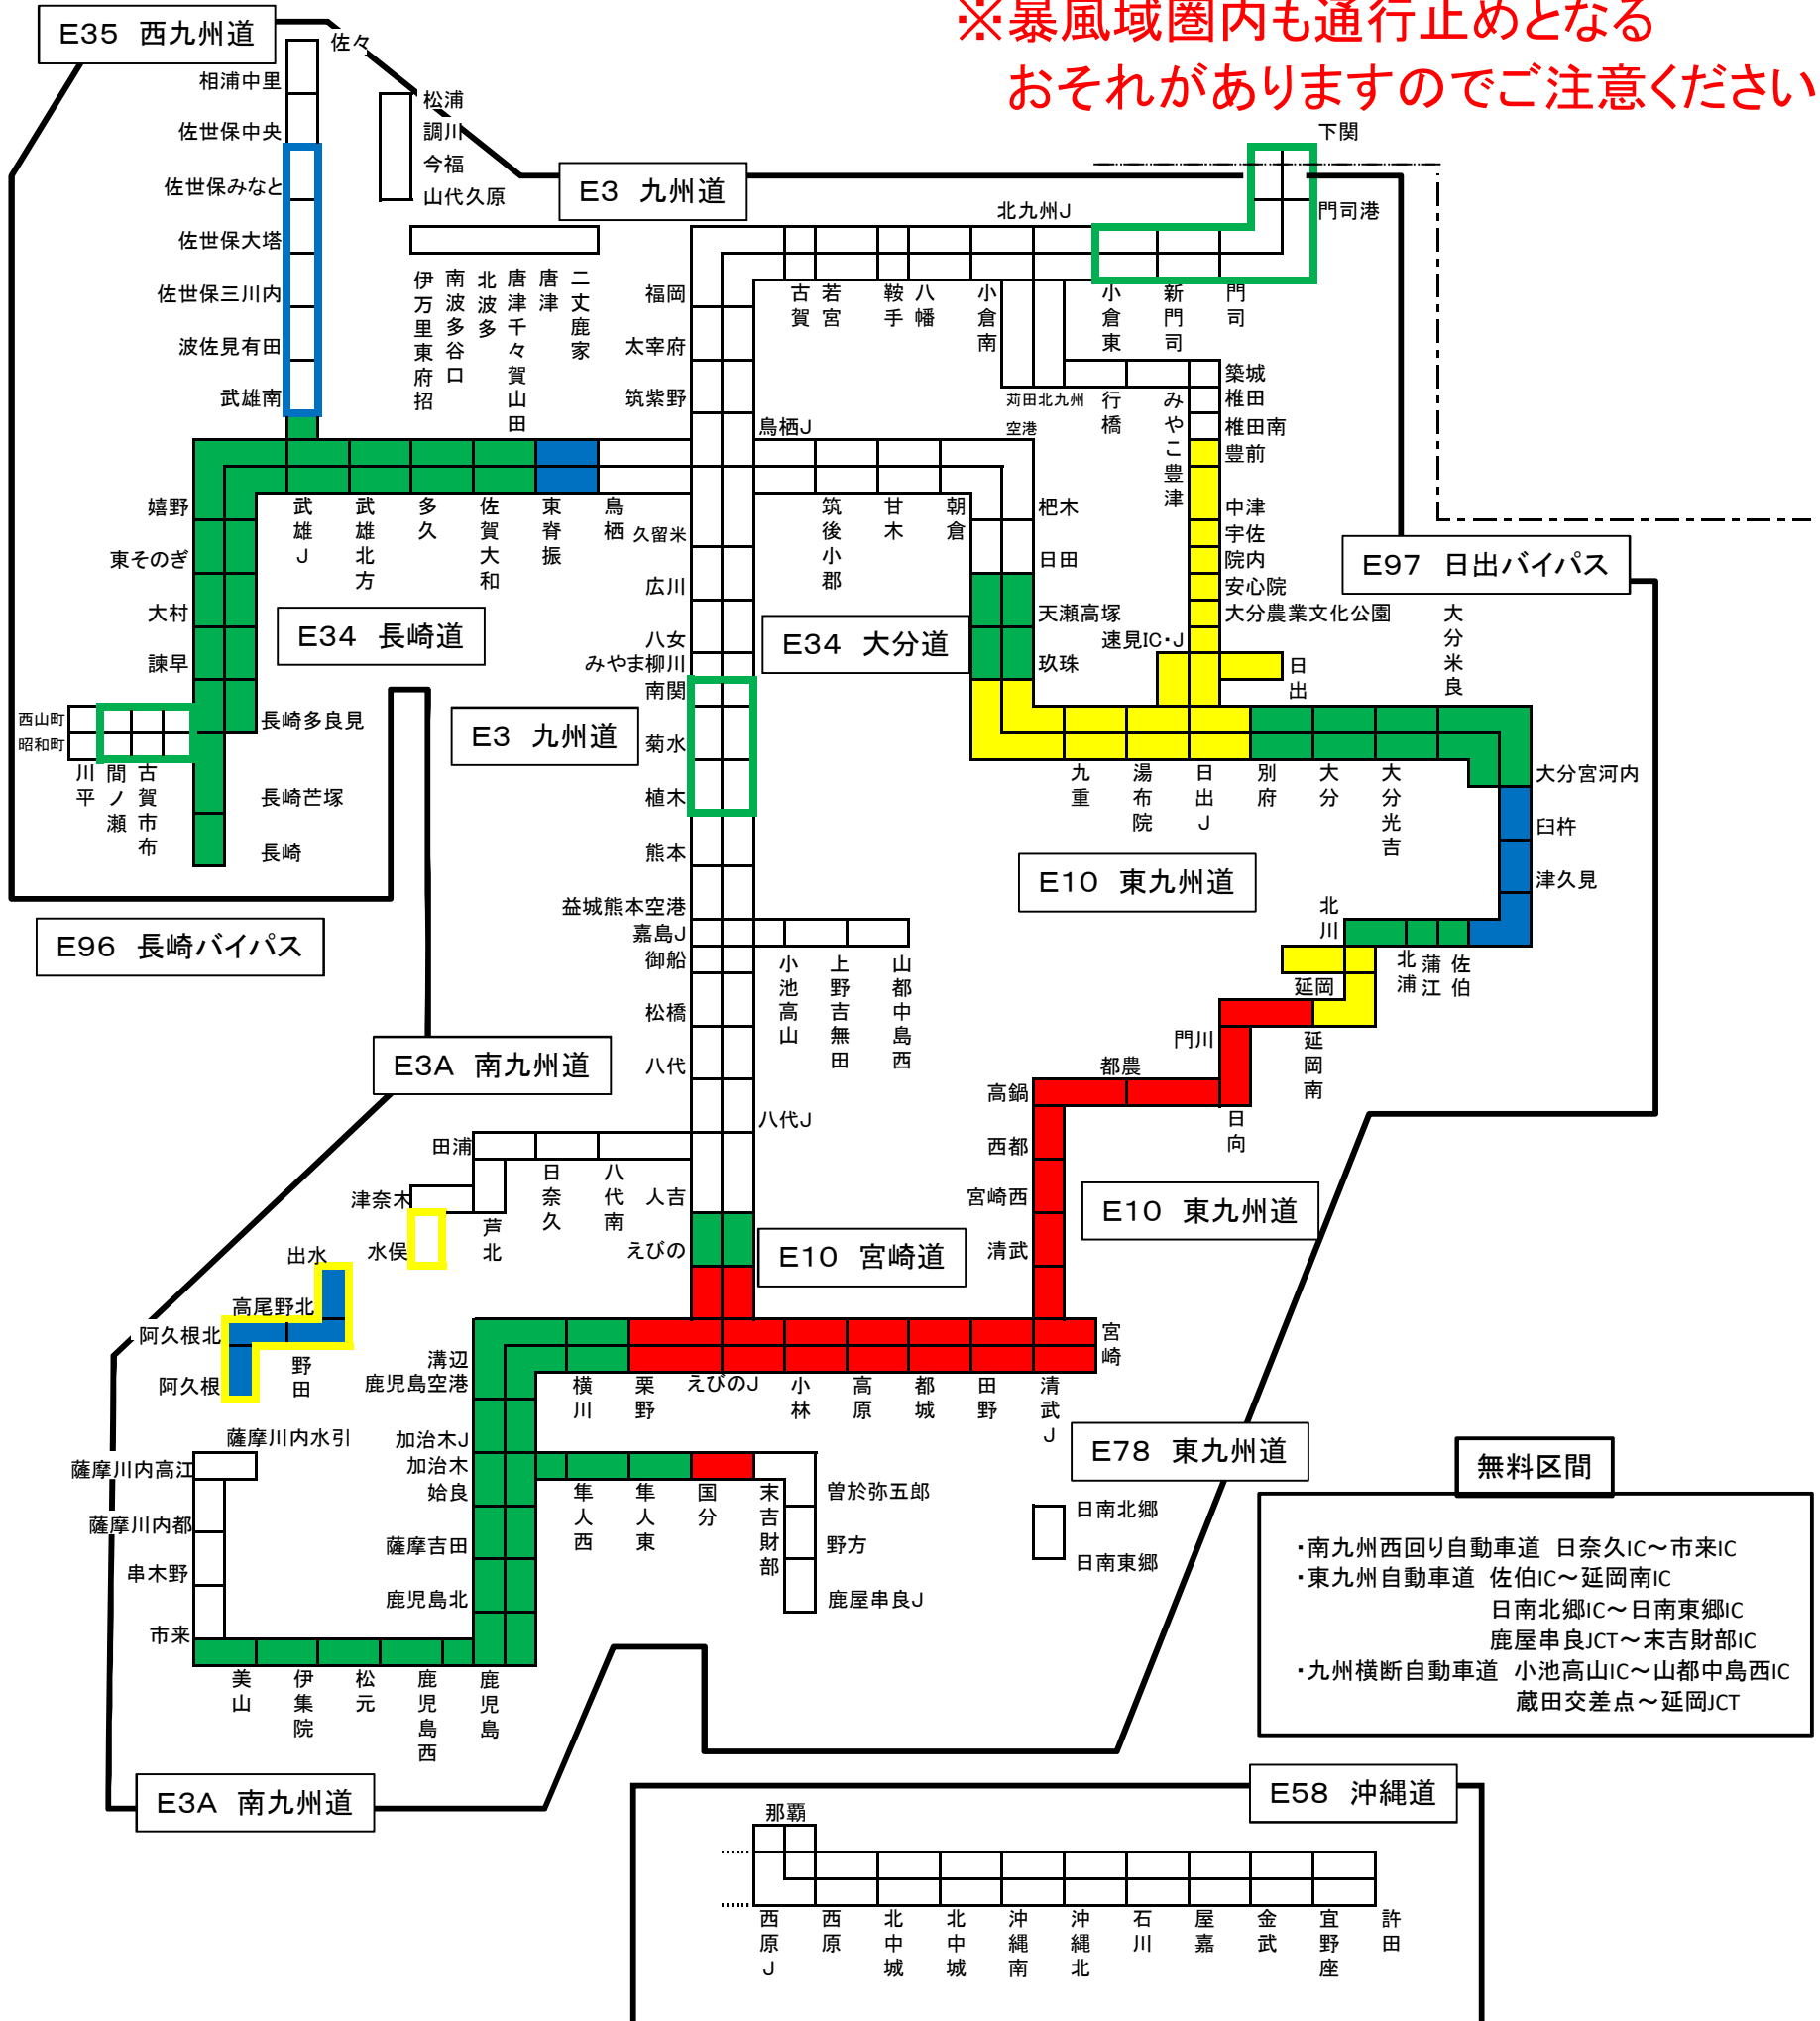 ※暴風域圏内も通行止めとなる
おそれがありますのでご注意ください
E35 西九州道
佐々
相浦中里
佐世保中央
佐世保みなと
佐世保大塔
佐世保三川内
波佐見有田
武雄南
松浦
調川
今福
山代久原
E3 九州道
下関
門司港
北九州J
伊万里東府招
南波多谷口
北波多
唐津千々賀山田
唐津
二丈鹿家
福岡
太宰府
筑紫野
古賀
若宮
鞍手
八幡
小倉南
小倉東
新門司
門司
苅田北九州
空港
行橋
みやこ豊津
築城
椎田
椎田南
豊前
中津
宇佐
院内
安心院
大分農業文化公園
速見IC・J
日出
鳥栖J
嬉野
東そのぎ
大村
諫早
武雄J
武雄北方
多久
佐賀大和
東脊振
鳥栖
久留米
広川
八女
みやま柳川
南関
菊水
植木
熊本
益城熊本空港
嘉島J
御船
松橋
八代
八代J
人吉
えびの
筑後小郡
甘木
朝倉
杷木
日田
天瀬高塚
玖珠
E97 日出バイパス
大分米良
E34 長崎道
E34 大分道
E3 九州道
西山町
昭和町
川平
間ノ瀬
古賀市布
長崎多良見
長崎芒塚
長崎
E96 長崎バイパス
九重
湯布院
日出J
別府
大分
大分光吉
大分宮河内
臼杵
津久見
E10 東九州道
北川
北浦
蒲江
佐伯
延岡
延岡南
門川
日向
都農
高鍋
西都
宮崎西
清武
E10 東九州道
小池高山
上野吉無田
山都中島西
E3A 南九州道
田浦
日奈久
八代南
津奈木
芦北
水俣
出水
高尾野北
阿久根北
野田
阿久根
E10 宮崎道
宮崎
溝辺
鹿児島空港
加治木J
加治木
姶良
薩摩吉田
鹿児島北
横川
栗野
えびのJ
小林
高原
都城
田野
清武J
E78 東九州道
薩摩川内水引
薩摩川内高江
薩摩川内都
串木野
市来
隼人西
隼人東
国分
末吉財部
曽於弥五郎
野方
鹿屋串良J
日南北郷
日南東郷
美山
伊集院
松元
鹿児島西
鹿児島
E3A 南九州道
無料区間
・南九州西回り自動車道 日奈久IC～市来IC
・東九州自動車道 佐伯IC～延岡南IC
日南北郷IC～日南東郷IC
鹿屋串良JCT～末吉財部IC
・九州横断自動車道 小池高山IC～山都中島西IC
蔵田交差点～延岡JCT
E58 沖縄道
那覇
西原J
西原
北中城
北中城
沖縄南
沖縄北
石川
屋嘉
金武
宜野座
許田